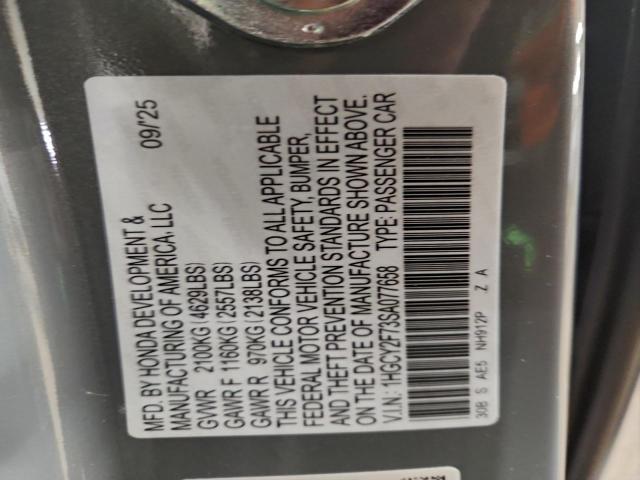 MFD. BY HONDA DEVELOPMENT &
MANUFACTURING OF AMERICA, LLC 09/'25
GVWR 2100KG (4629LBS)
GAWR F 1160KG (2557LBS)
GAWR R 970KG (2138LBS)
THIS VEHICLE CONFORMS TO ALL APPLICABLE
FEDERAL MOTOR VEHICLE SAFETY, BUMPER,
AND THEFT PREVENTION STANDARDS IN EFFECT
ON THE DATE OF MANUFACTURE SHOWN ABOVE.
V.I.N.: 1HGCY2F73SA077658 TYPE: PASSENGER CAR
30B S AE5 NH912P Z A